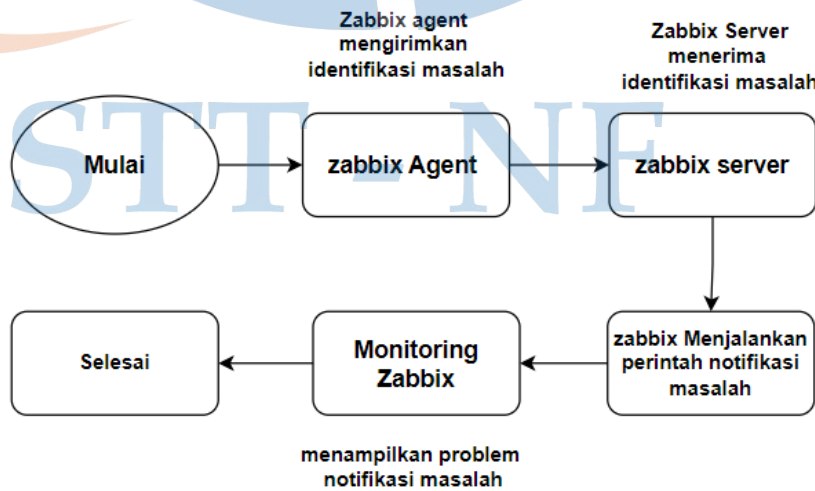 Zabbix agent
mengirimkan
identifikasi masalah
Zabbix Server
menerima
identifikasi masalah
STT - NF
Mulai
zabbix Agent
zabbix server
Selesai
Monitoring
Zabbix
zabbix Menjalankan
perintah notifikasi
masalah
menampilkan problem
notifikasi masalah